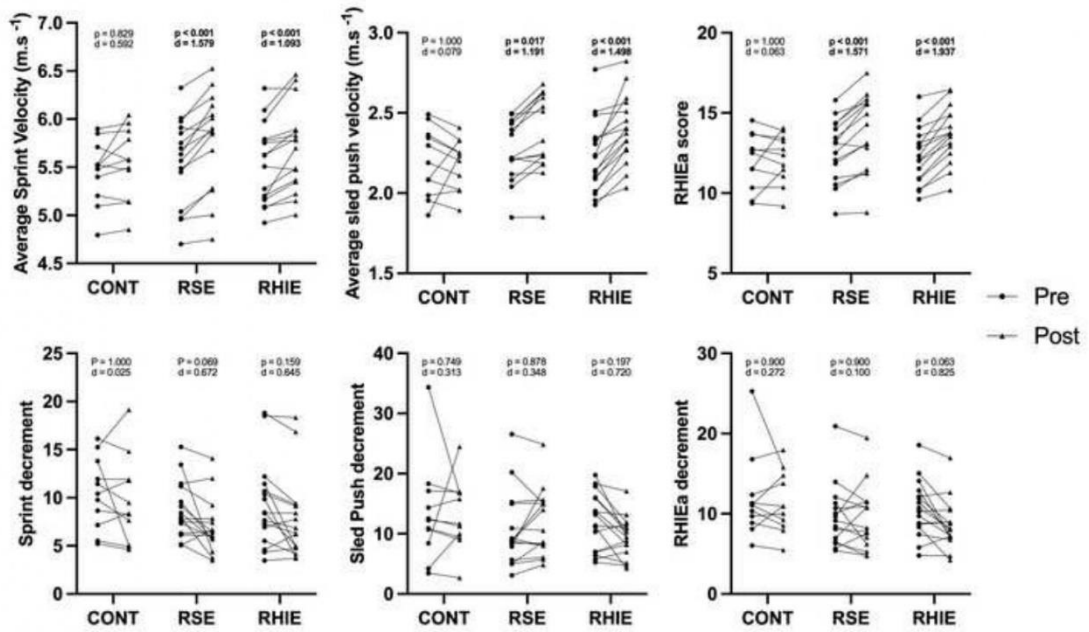 Average Sprint Velocity (m.s -1)
7.0
6.5
6.0
5.5
5.0
4.5
p = 0.829
d = 0.592
p < 0.001
d = 1.579
p < 0.001
d = 1.093
CONT RSE RHIE
Average sled push velocity (m.s -1)
3.0
2.5
2.0
1.5
P = 1.000
d = 0.079
p = 0.017
d = 1.191
p < 0.001
d = 1.498
CONT RSE RHIE
RHIEa score
20
15
10
5
p = 1.000
d = 0.063
p < 0.001
d = 1.571
p < 0.001
d = 1.937
CONT RSE RHIE
Pre
Post
Sprint decrement
25
20
15
10
5
0
P = 1.000
d = 0.025
P = 0.069
d = 0.672
p = 0.159
d = 0.645
CONT RSE RHIE
Sled Push decrement
40
30
20
10
0
p = 0.749
d = 0.313
p = 0.878
d = 0.348
p = 0.197
d = 0.720
CONT RSE RHIE
RHIEa decrement
30
20
10
0
p = 0.900
d = 0.272
p = 0.900
d = 0.100
p = 0.063
d = 0.825
CONT RSE RHIE